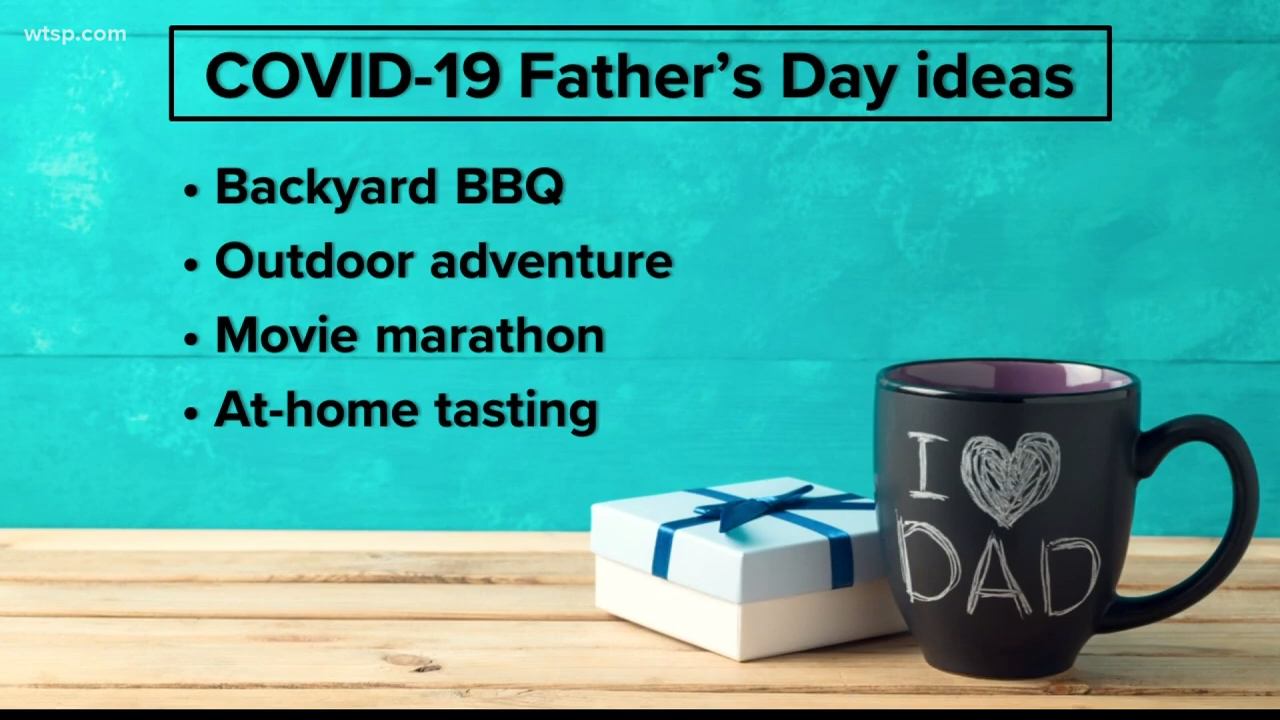 wtsp.com
COVID-19 Father’s Day ideas
• Backyard BBQ
• Outdoor adventure
• Movie marathon
• At-home tasting
I ♥
DAD